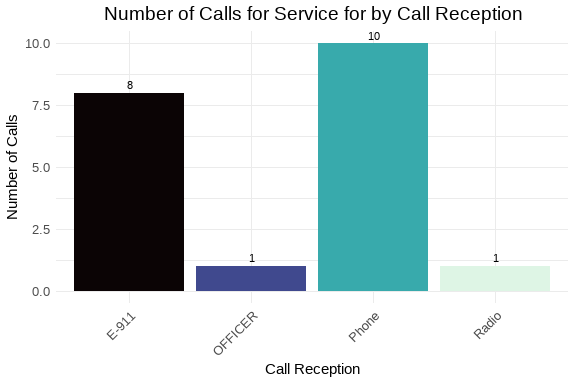 Number of Calls for Service for by Call Reception
Number of Calls
10.0
7.5
5.0
2.5
0.0
8
1
10
1
E-911
OFFICER
Phone
Radio
Call Reception